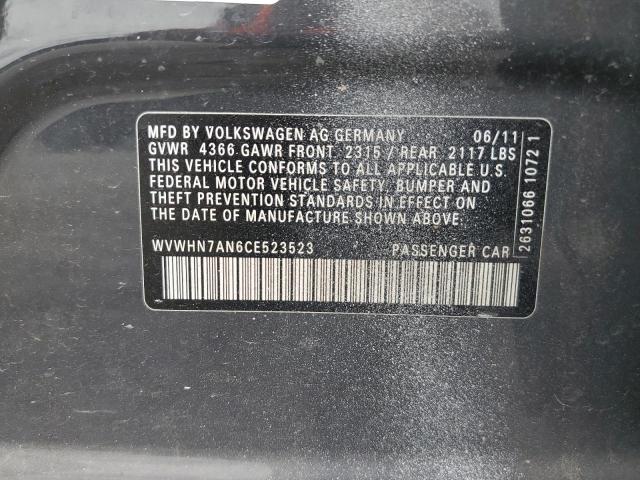 MFD BY VOLKSWAGEN AG GERMANY 06/11
GVWR 4366 GAWR FRONT 2315 / REAR 2117 LBS
THIS VEHICLE CONFORMS TO ALL APPLICABLE U.S.
FEDERAL MOTOR VEHICLE SAFETY, BUMPER AND
THEFT PREVENTION STANDARDS IN EFFECT ON
THE DATE OF MANUFACTURE SHOWN ABOVE
WVWHN7AN6CE523523 PASSENGER CAR
2631066 1072 1